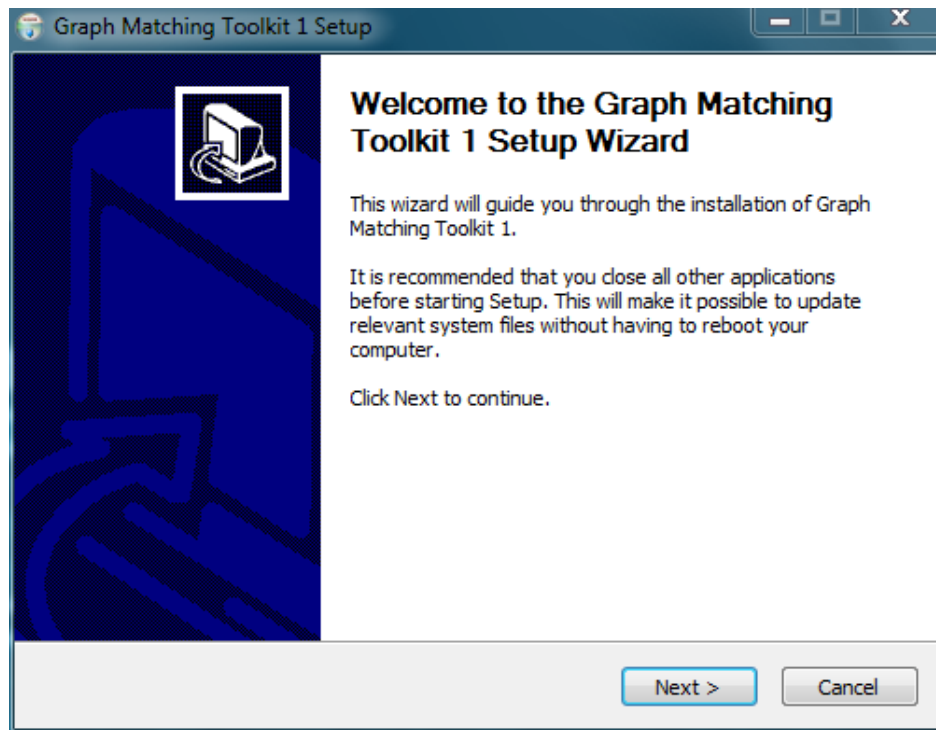 Graph Matching Toolkit 1 Setup
Welcome to the Graph Matching
Toolkit 1 Setup Wizard
This wizard will guide you through the installation of Graph
Matching Toolkit 1.
It is recommended that you close all other applications
before starting Setup. This will make it possible to update
relevant system files without having to reboot your
computer.
Click Next to continue.
Next >
Cancel